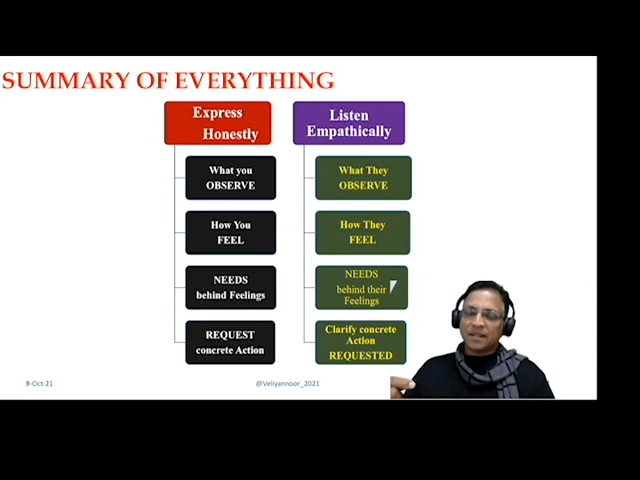 SUMMARY OF EVERYTHING
Express
Honestly
What you
OBSERVE
How You
FEEL
NEEDS
behind Feelings
REQUEST
concrete Action
Listen
Empathically
What They
OBSERVE
How They
FEEL
NEEDS
behind their
Feelings
Clarify concrete
Action
REQUESTED
9-Oct-21
@Veliyannoor_2021